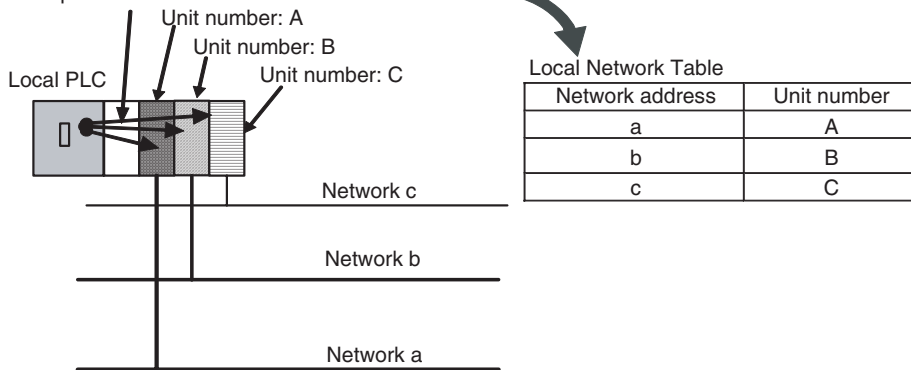 Unit number: A
Unit number: B
Unit number: C
Local PLC
Network c
Network b
Network a
Local Network Table
Network address Unit number
a A
b B
c C